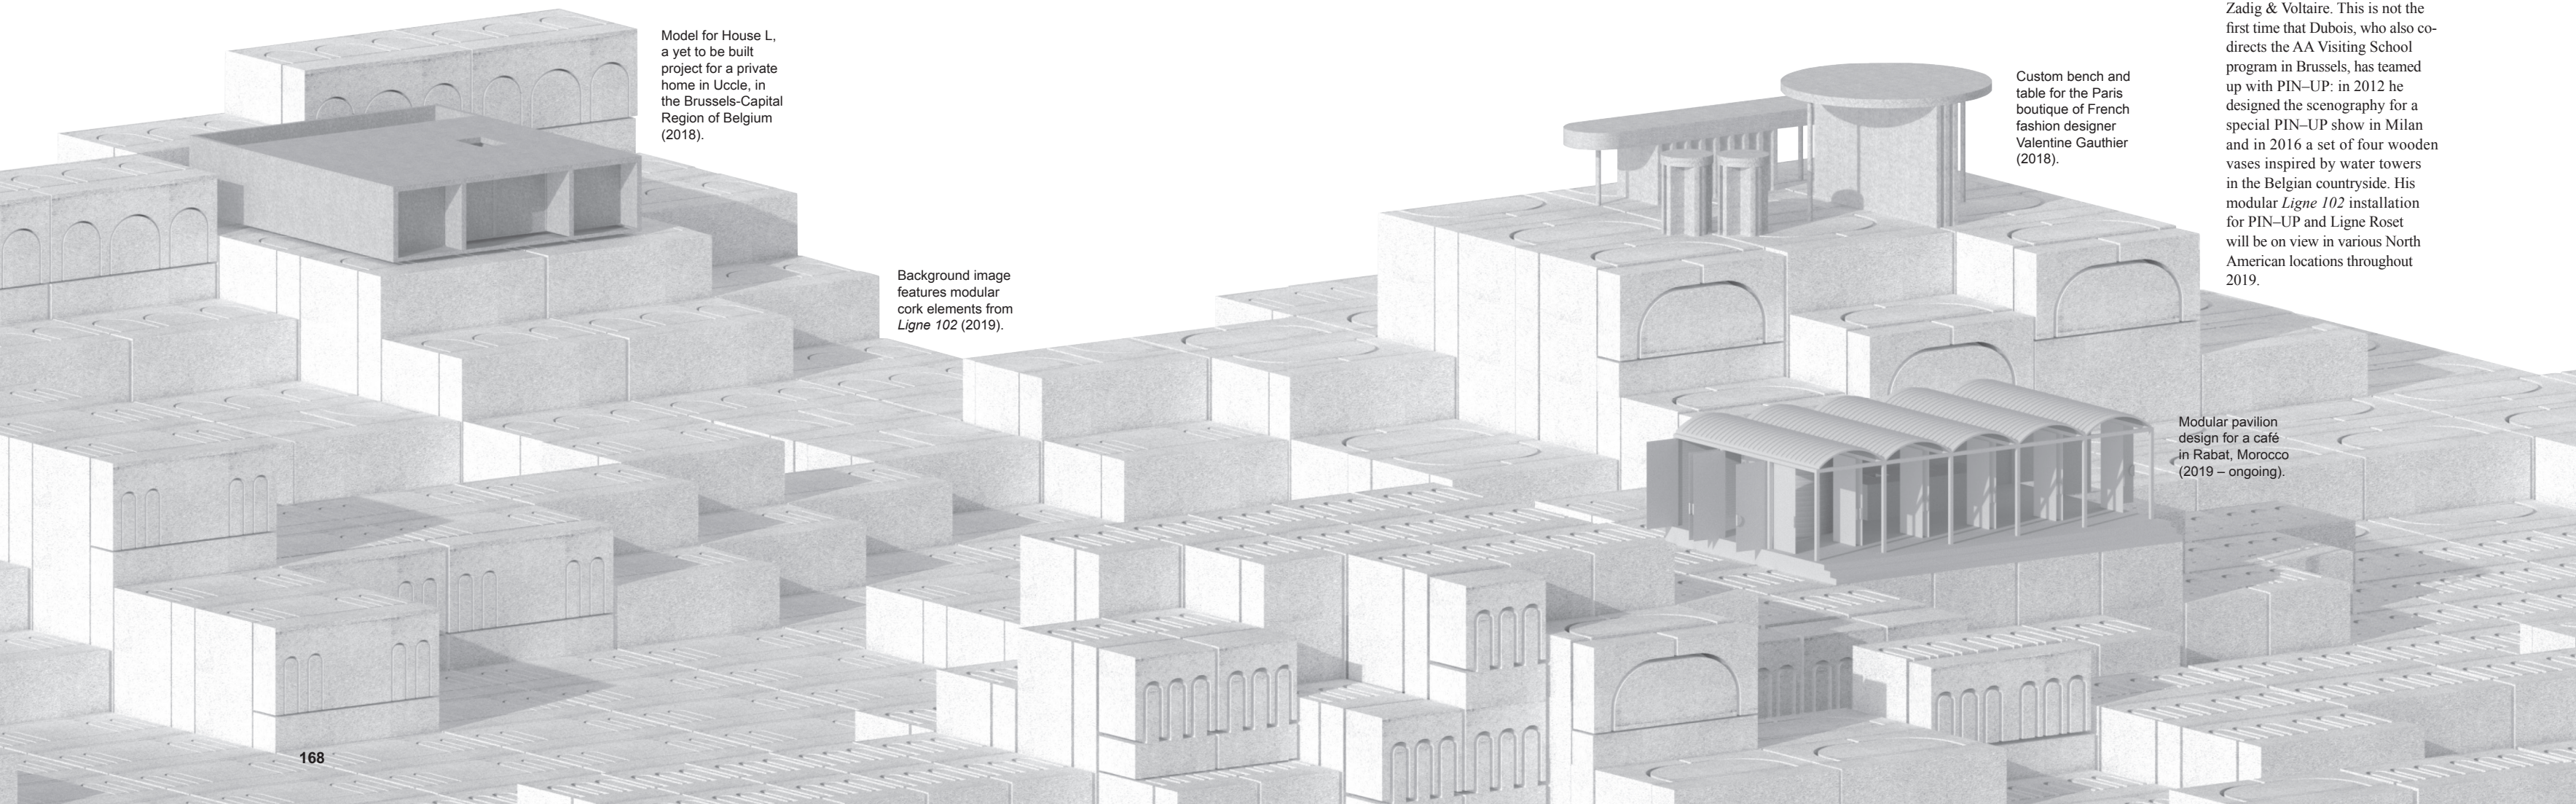 Model for House L,
a yet to be built
project for a private
home in Uccle, in
the Brussels-Capital
Region of Belgium
(2018).
Background image
features modular
cork elements from
Ligne 102 (2019).
Custom bench and
table for the Paris
boutique of French
fashion designer
Valentine Gauthier
(2018).
Zadig & Voltaire. This is not the
first time that Dubois, who also co-
directs the AA Visiting School
program in Brussels, has teamed
up with PIN–UP: in 2012 he
designed the scenography for a
special PIN–UP show in Milan
and in 2016 a set of four wooden
vases inspired by water towers
in the Belgian countryside. His
modular Ligne 102 installation
for PIN–UP and Ligne Roset
will be on view in various North
American locations throughout
2019.
Modular pavilion
design for a café
in Rabat, Morocco
(2019 – ongoing).
168